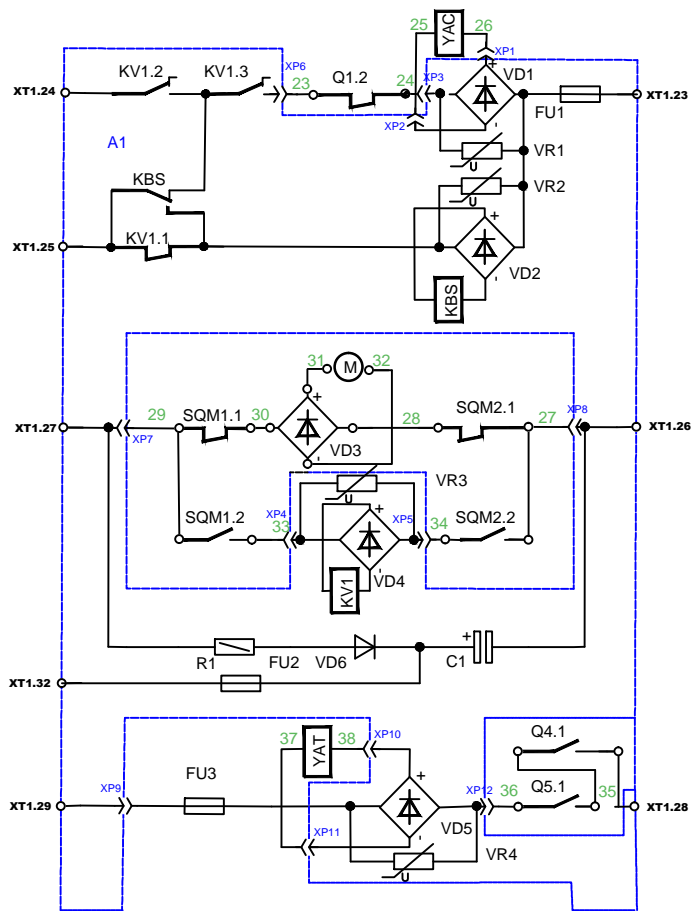 25 YAC 26
XP6 XP1
KV1.2 KV1.3 23 Q1.2 24 XP3 + VD1
XT1.24 XT1.23
FU1
A1 XP2 -
U VR1
KBS VR2
U
+
KV1.1
XT1.25
VD2
KBS -
31 M 32
+
29 SQM1.1 30 28 SQM2.1 27 XP8
XT1.27 XT1.26
XP7 VD3
-
VR3
U
SQM1.2 XP4 + XP5 34 SQM2.2
33
VD4
KV1 -
+
R1 FU2 VD6 C1
XT1.32
37 YAT 38 XP10
Q4.1
FU3 +
XP9 XP12 36 Q5.1 35
XT1.29 XT1.28
VD5
XP11 -
VR4
U